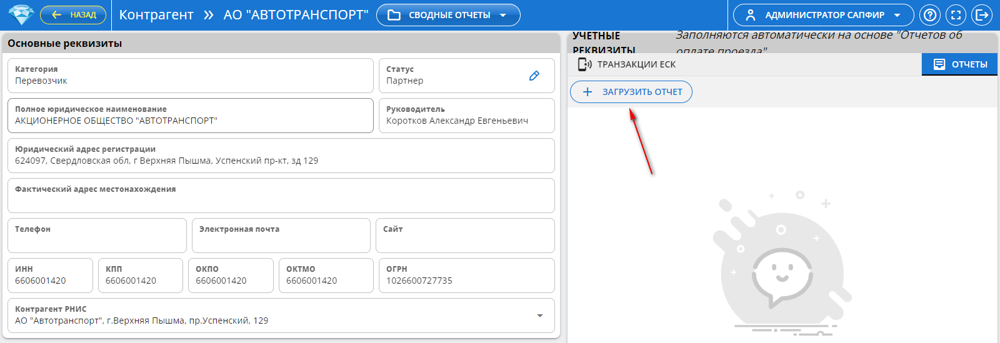 НАЗАД
Контрагент » АО "АВТОТРАНСПОРТ"
СВОДНЫЕ ОТЧЕТЫ
АДМИНИСТРАТОР САПФИР
Основные реквизиты
Категория
Перевозчик
Статус
Партнер
Полное юридическое наименование
АКЦИОНЕРНОЕ ОБЩЕСТВО "АВТОТРАНСПОРТ"
Руководитель
Коротков Александр Евгеньевич
Юридический адрес регистрации
624097, Свердловская обл, г Верхняя Пышма, Успенский пр-кт, зд 129
Фактический адрес местонахождения
Телефон
Электронная почта
Сайт
ИНН
6606001420
КПП
6606001420
ОКПО
6606001420
ОКТМО
6606001420
ОГРН
1026600727735
Контрагент РНИС
АО "Автотранспорт", г.Верхняя Пышма, пр.Успенский, 129
УЧЕТНЫЕ
РЕКВИЗИТЫ
Заполняются автоматически на основе "Отчетов об
оплате проезда"
ТРАНЗАКЦИИ ЕСК
ОТЧЕТЫ
ЗАГРУЗИТЬ ОТЧЕТ